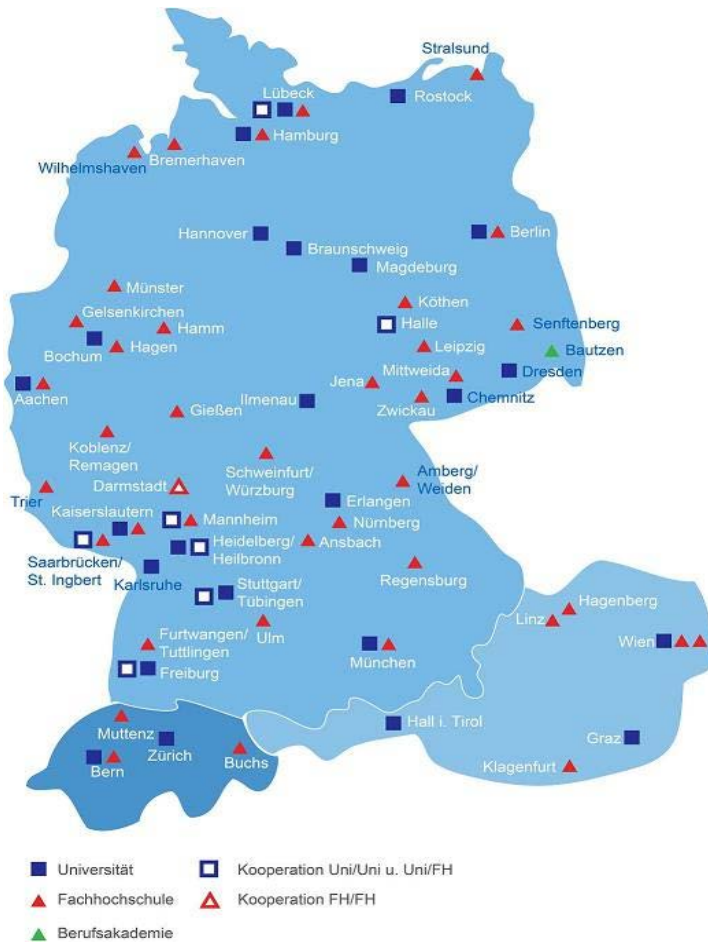 Stralsund
Lübeck
Rostock
Hamburg
Bremerhaven
Wilhelmshaven
Hannover
Braunschweig
Berlin
Magdeburg
Münster
Köthen
Gelsenkirchen
Hamm
Halle
Senftenberg
Bochum
Hagen
Leipzig
Bautzen
Mittweida
Dresden
Aachen
Jena
Ilmenau
Zwickau
Chemnitz
Gießen
Koblenz/
Remagen
Schweinfurt/
Würzburg
Amberg/
Weiden
Trier
Darmstadt
Erlangen
Kaiserslautern
Mannheim
Nürnberg
Heidelberg/
Heilbronn
Ansbach
Saarbrücken/
St. Ingbert
Karlsruhe
Regensburg
Stuttgart/
Tübingen
Hagenberg
Linz
Ulm
Furtwangen/
Tuttlingen
Wien
München
Freiburg
Muttenz
Hall i. Tirol
Zürich
Graz
Bern
Buchs
Klagenfurt
Universität
Kooperation Uni/Uni u. Uni/FH
Fachhochschule
Kooperation FH/FH
Berufsakademie